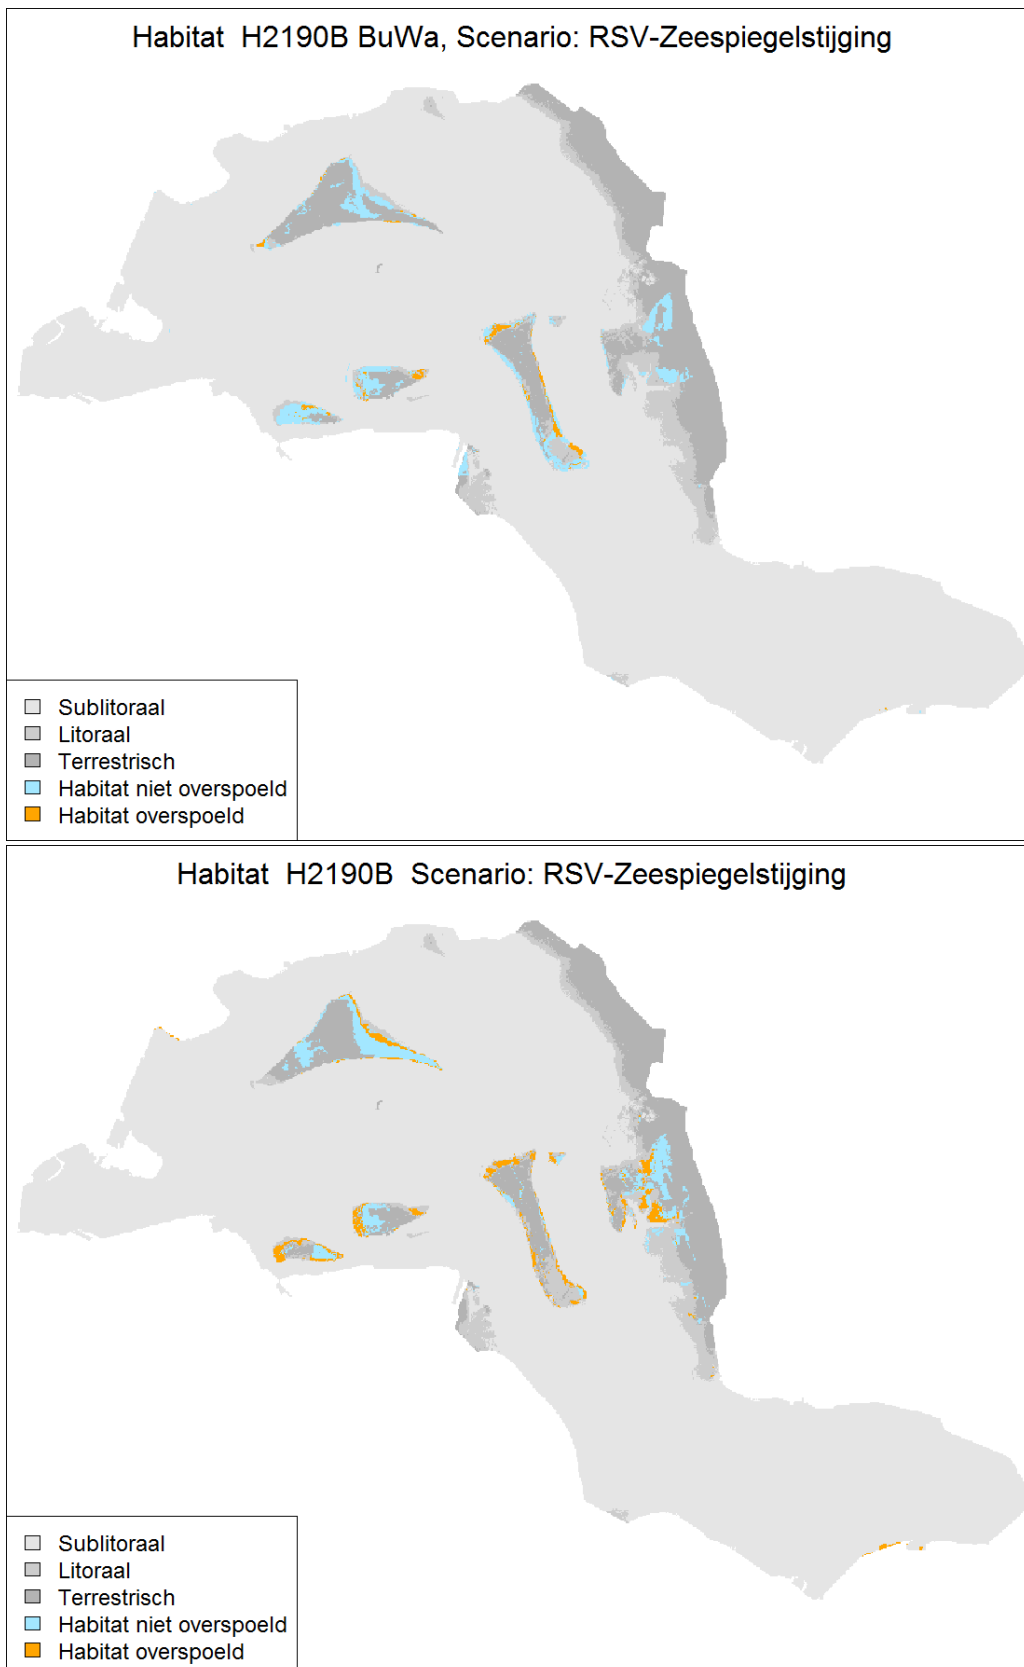 Habitat H2190B BuWa, Scenario: RSV-Zeespiegelstijging
Sublitoraal
Litoraal
Terrestrisch
Habitat niet overspoeld
Habitat overspoeld
Habitat H2190B Scenario: RSV-Zeespiegelstijging
Sublitoraal
Litoraal
Terrestrisch
Habitat niet overspoeld
Habitat overspoeld